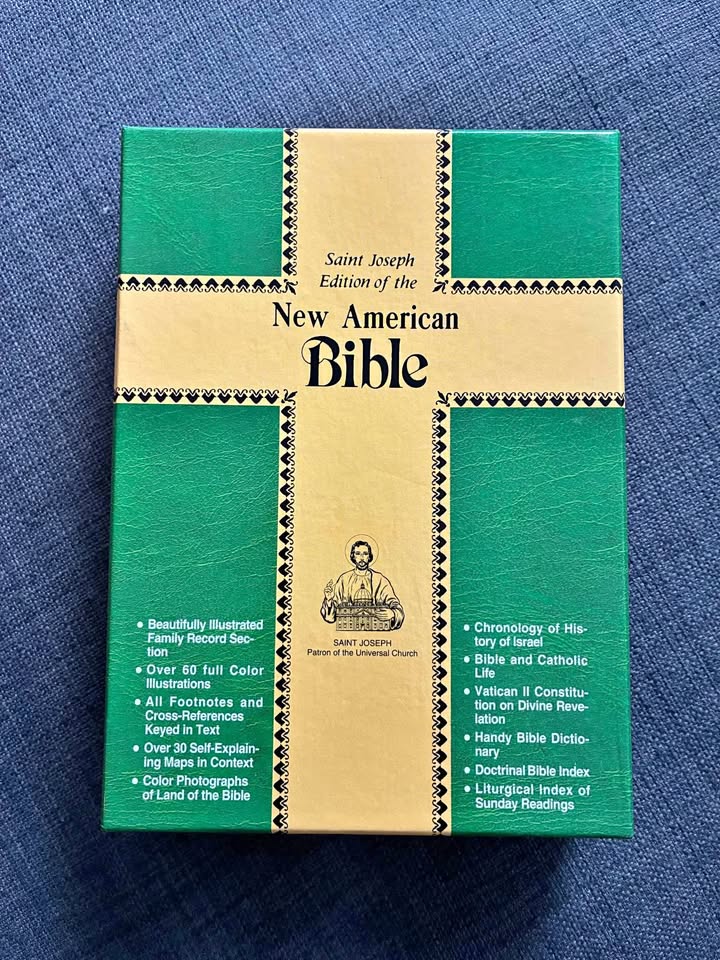 Saint Joseph
Edition of the
New American
Bible
SAINT JOSEPH
Patron of the Universal Church
• Beautifully Illustrated
Family Record Sec-
tion
• Over 60 full Color
Illustrations
• All Footnotes and
Cross-References
Keyed in Text
• Over 30 Self-Explain-
ing Maps in Context
• Color Photographs
of Land of the Bible
• Chronology of His-
tory of Israel
• Bible and Catholic
Life
• Vatican II Constitu-
tion on Divine Reve-
lation
• Handy Bible Dictio-
nary
• Doctrinal Bible Index
• Liturgical Index of
Sunday Readings